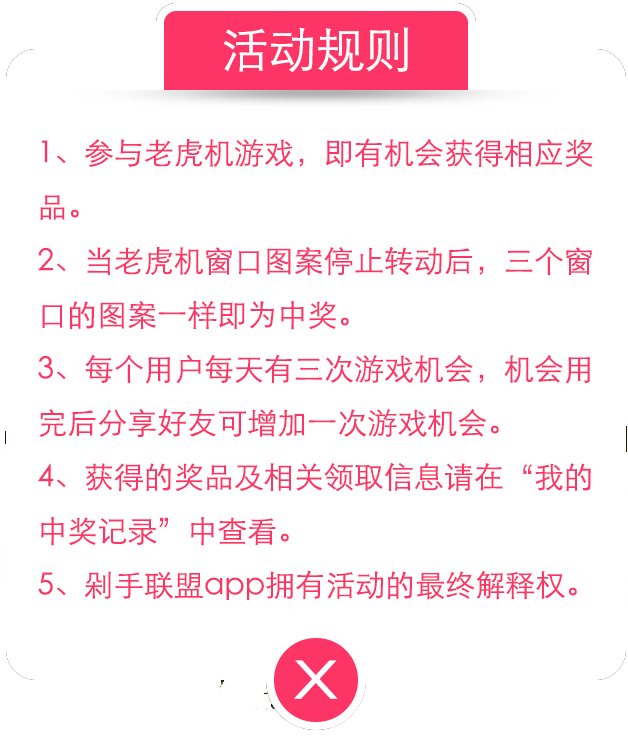 活动规则
1、参与老虎机游戏，即有机会获得相应奖
品。
2、当老虎机窗口图案停止转动后，三个窗
口的图案一样即为中奖。
3、每个用户每天有三次游戏机会，机会用
完后分享好友可增加一次游戏机会。
4、获得的奖品及相关领取信息请在“我的
中奖记录”中查看。
5、剁手联盟app拥有活动的最终解释权。